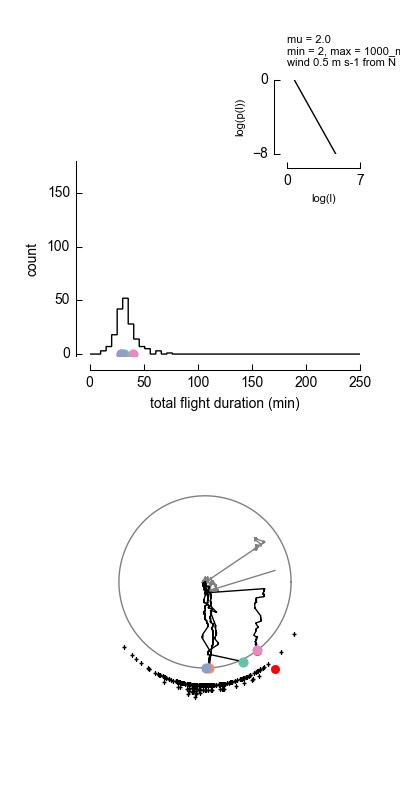 mu = 2.0
min = 2, max = 1000_m
wind 0.5 m s-1 from N
0
log(p(l))
−8
0 7
log(l)
150
100
50
0
count
0 50 100 150 200 250
total flight duration (min)